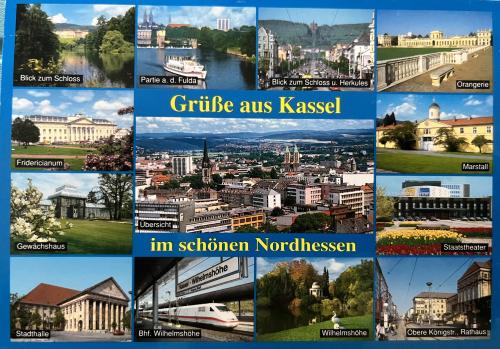 Blick zum Schloss
Partie a. d. Fulda
Blick zum Schloss u. Herkules
Orangerie
Grüße aus Kassel
Fridericianum
Marstall
Gewächshaus
Übersicht
Staatstheater
im schönen Nordhessen
Wilhelmshöhe
Stadthalle
Bhf. Wilhelmshöhe
Wilhelmshöhe
Obere Königstr., Rathaus